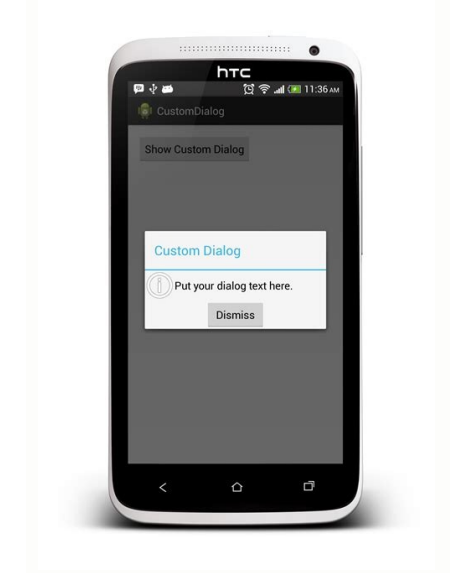 htc
11:36 AM
CustomDialog
Show Custom Dialog
Custom Dialog
Put your dialog text here.
Dismiss